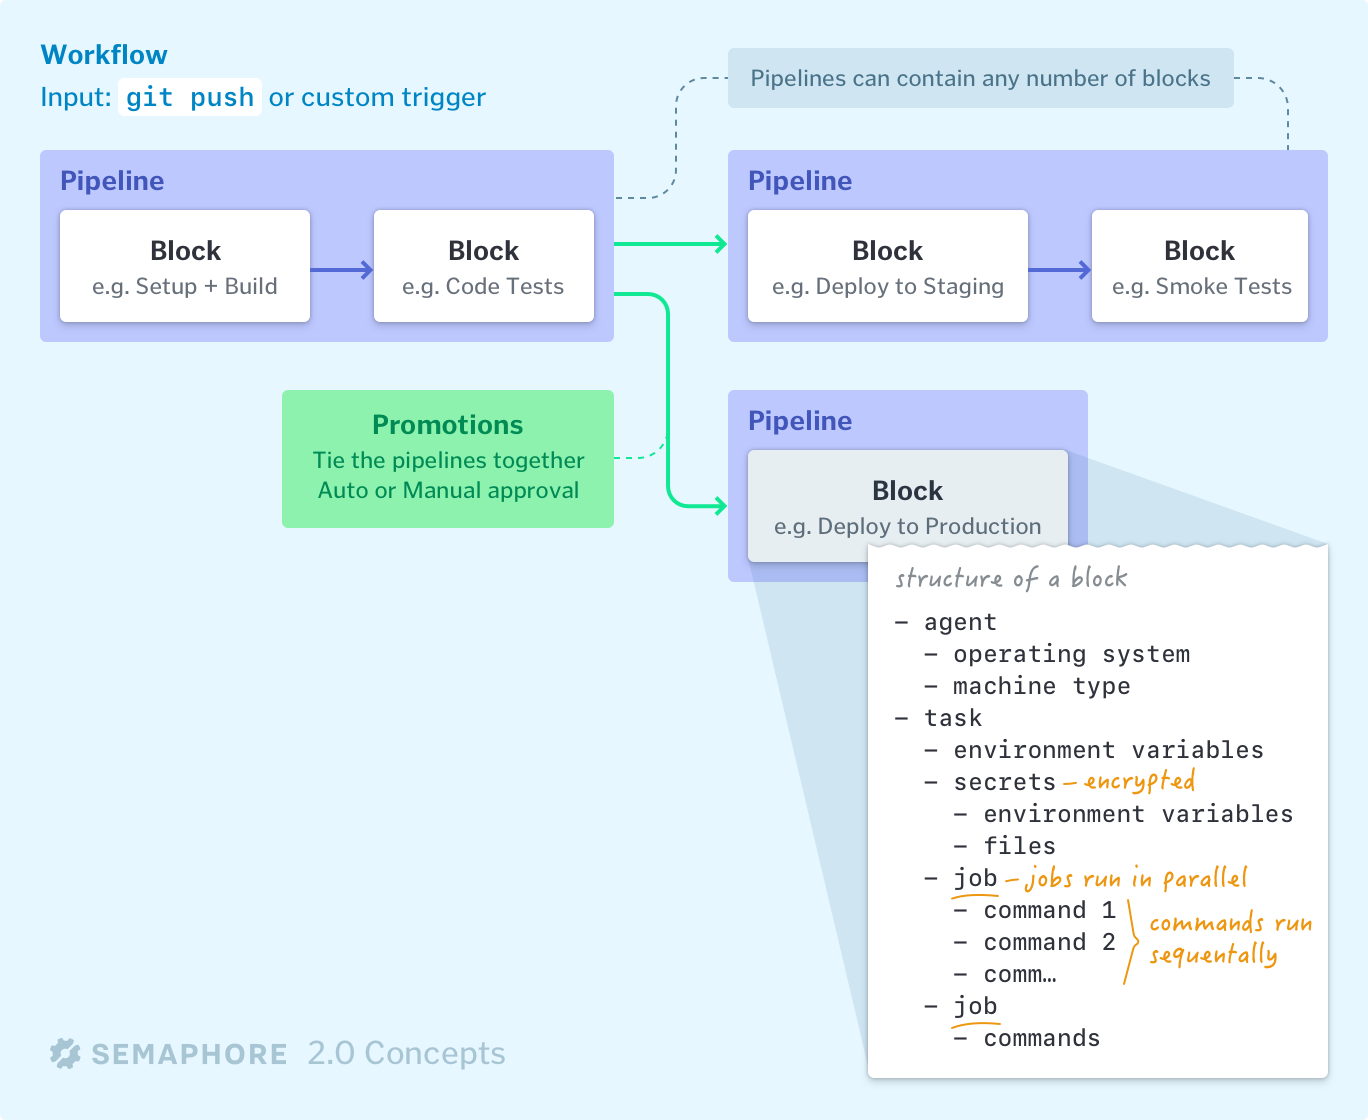 Workflow
Input: git push or custom trigger
Pipelines can contain any number of blocks
Pipeline
Block
e.g. Setup + Build
Block
e.g. Code Tests
Pipeline
Block
e.g. Deploy to Staging
Block
e.g. Smoke Tests
Promotions
Tie the pipelines together
Auto or Manual approval
Pipeline
Block
e.g. Deploy to Production
structure of a block
– agent
– operating system
– machine type
– task
– environment variables
– secrets – encrypted
– environment variables
– files
– job – jobs run in parallel
– command 1
– command 2
– comm…
commands run
sequentally
– job
– commands
SEMAPHORE 2.0 Concepts